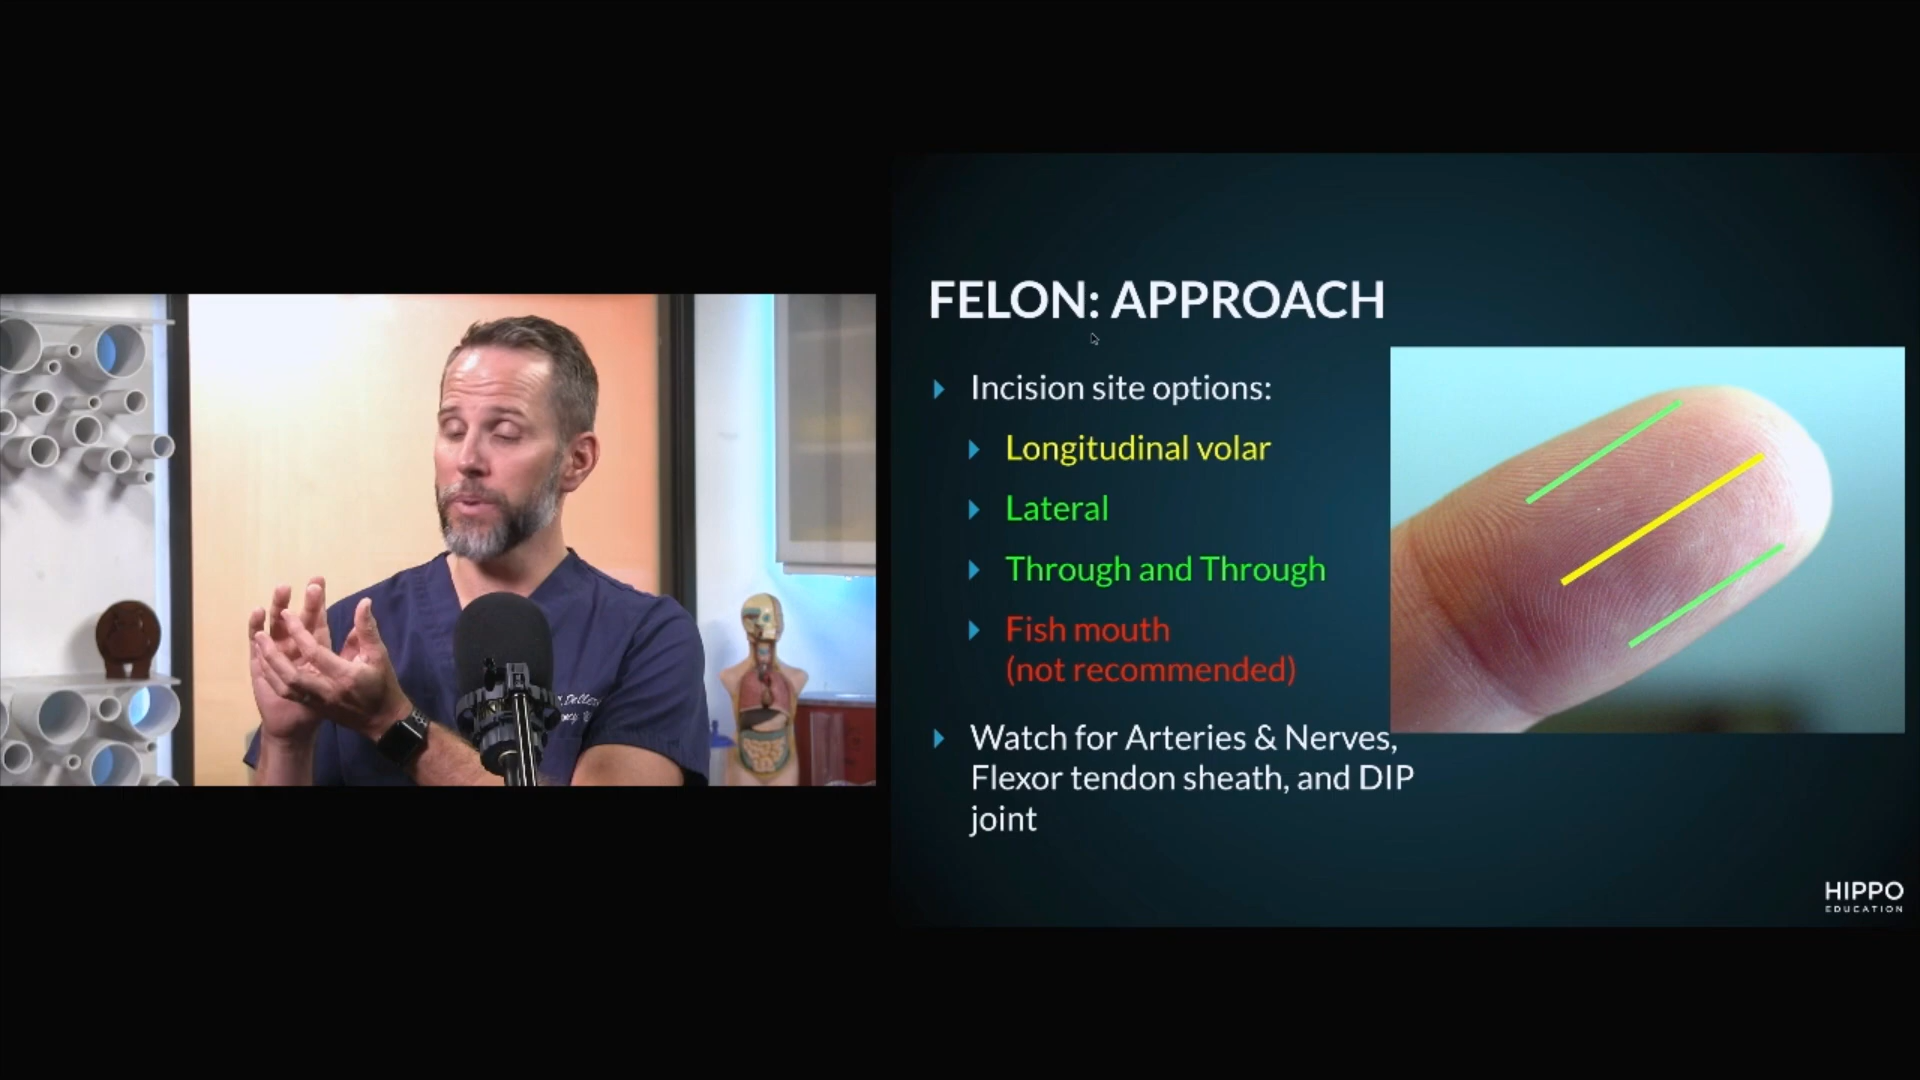 FELON: APPROACH
Incision site options:
Longitudinal volar
Lateral
Through and Through
Fish mouth
(not recommended)
Watch for Arteries & Nerves,
Flexor tendon sheath, and DIP
joint
HIPPO
EDUCATION